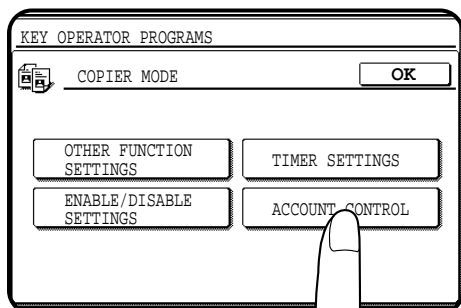 KEY OPERATOR PROGRAMS
COPIER MODE
OK
OTHER FUNCTION
SETTINGS
TIMER SETTINGS
ENABLE/DISABLE
SETTINGS
ACCOUNT CONTROL